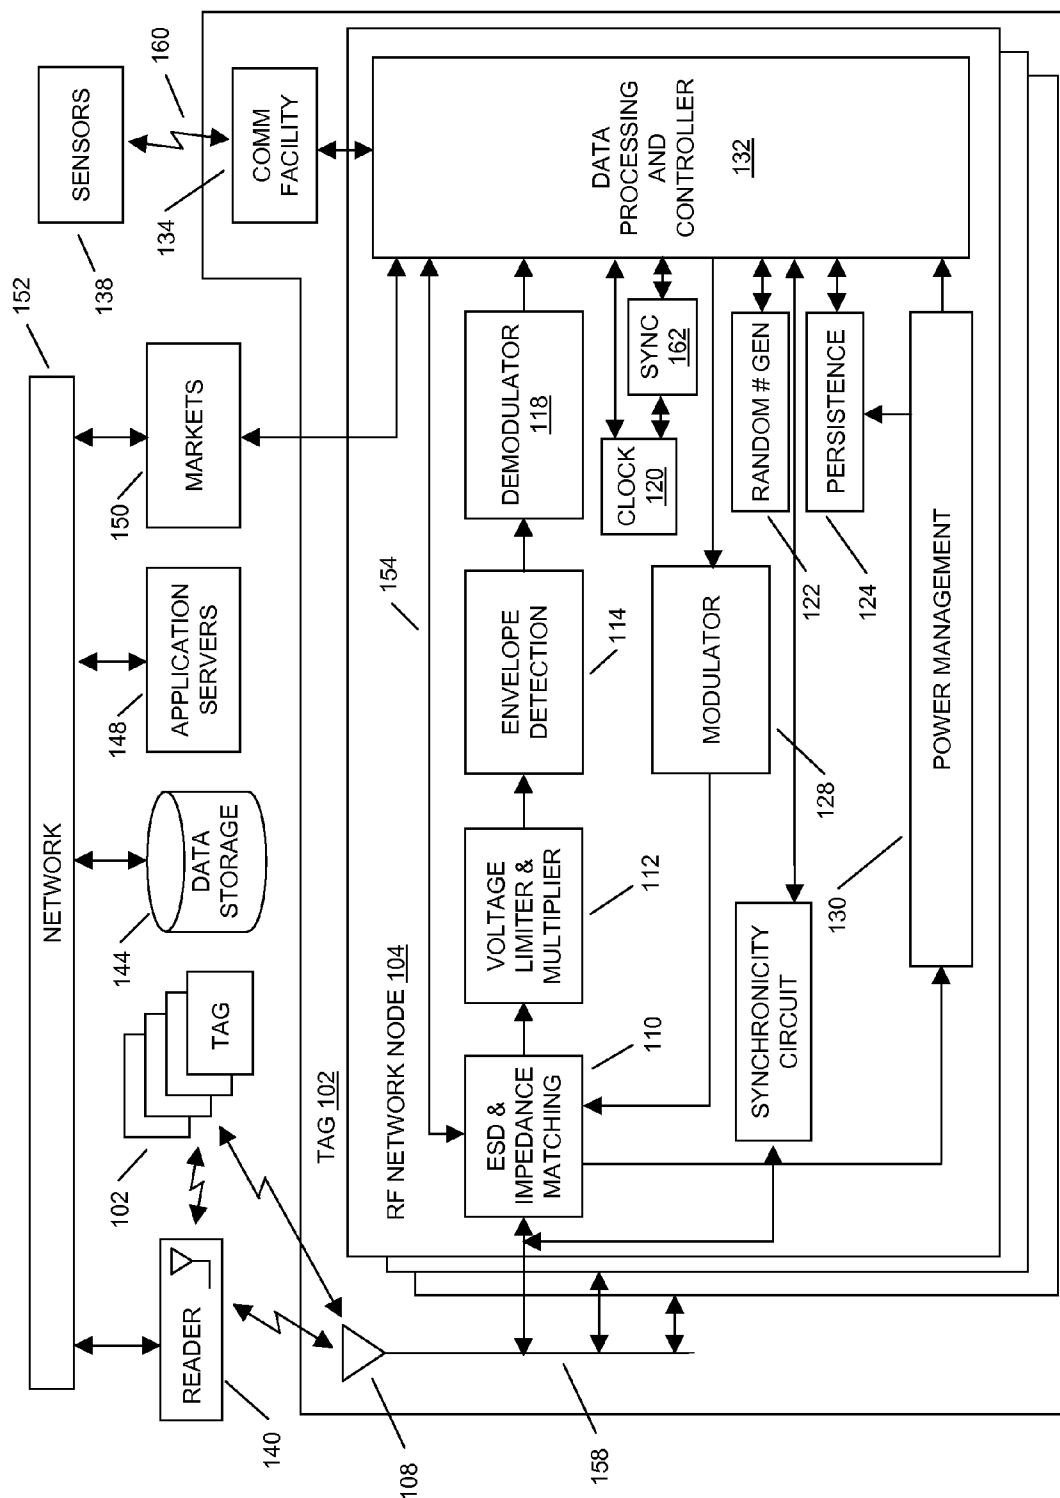 152
NETWORK
READER
140
102
TAG
144
DATA
STORAGE
148
APPLICATION
SERVERS
150
MARKETS
138
SENSORS
160
134
COMM
FACILITY
108
158
TAG 102
RF NETWORK NODE 104
154
ESD &
IMPEDANCE
MATCHING
110
VOLTAGE
LIMITER &
MULTIPLIER
112
ENVELOPE
DETECTION
114
DEMODULATOR
118
CLOCK
120
SYNC
162
MODULATOR
128
RANDOM # GEN
122
PERSISTENCE
124
SYNCHRONICITY
CIRCUIT
130
POWER MANAGEMENT
DATA
PROCESSING
AND
CONTROLLER
132